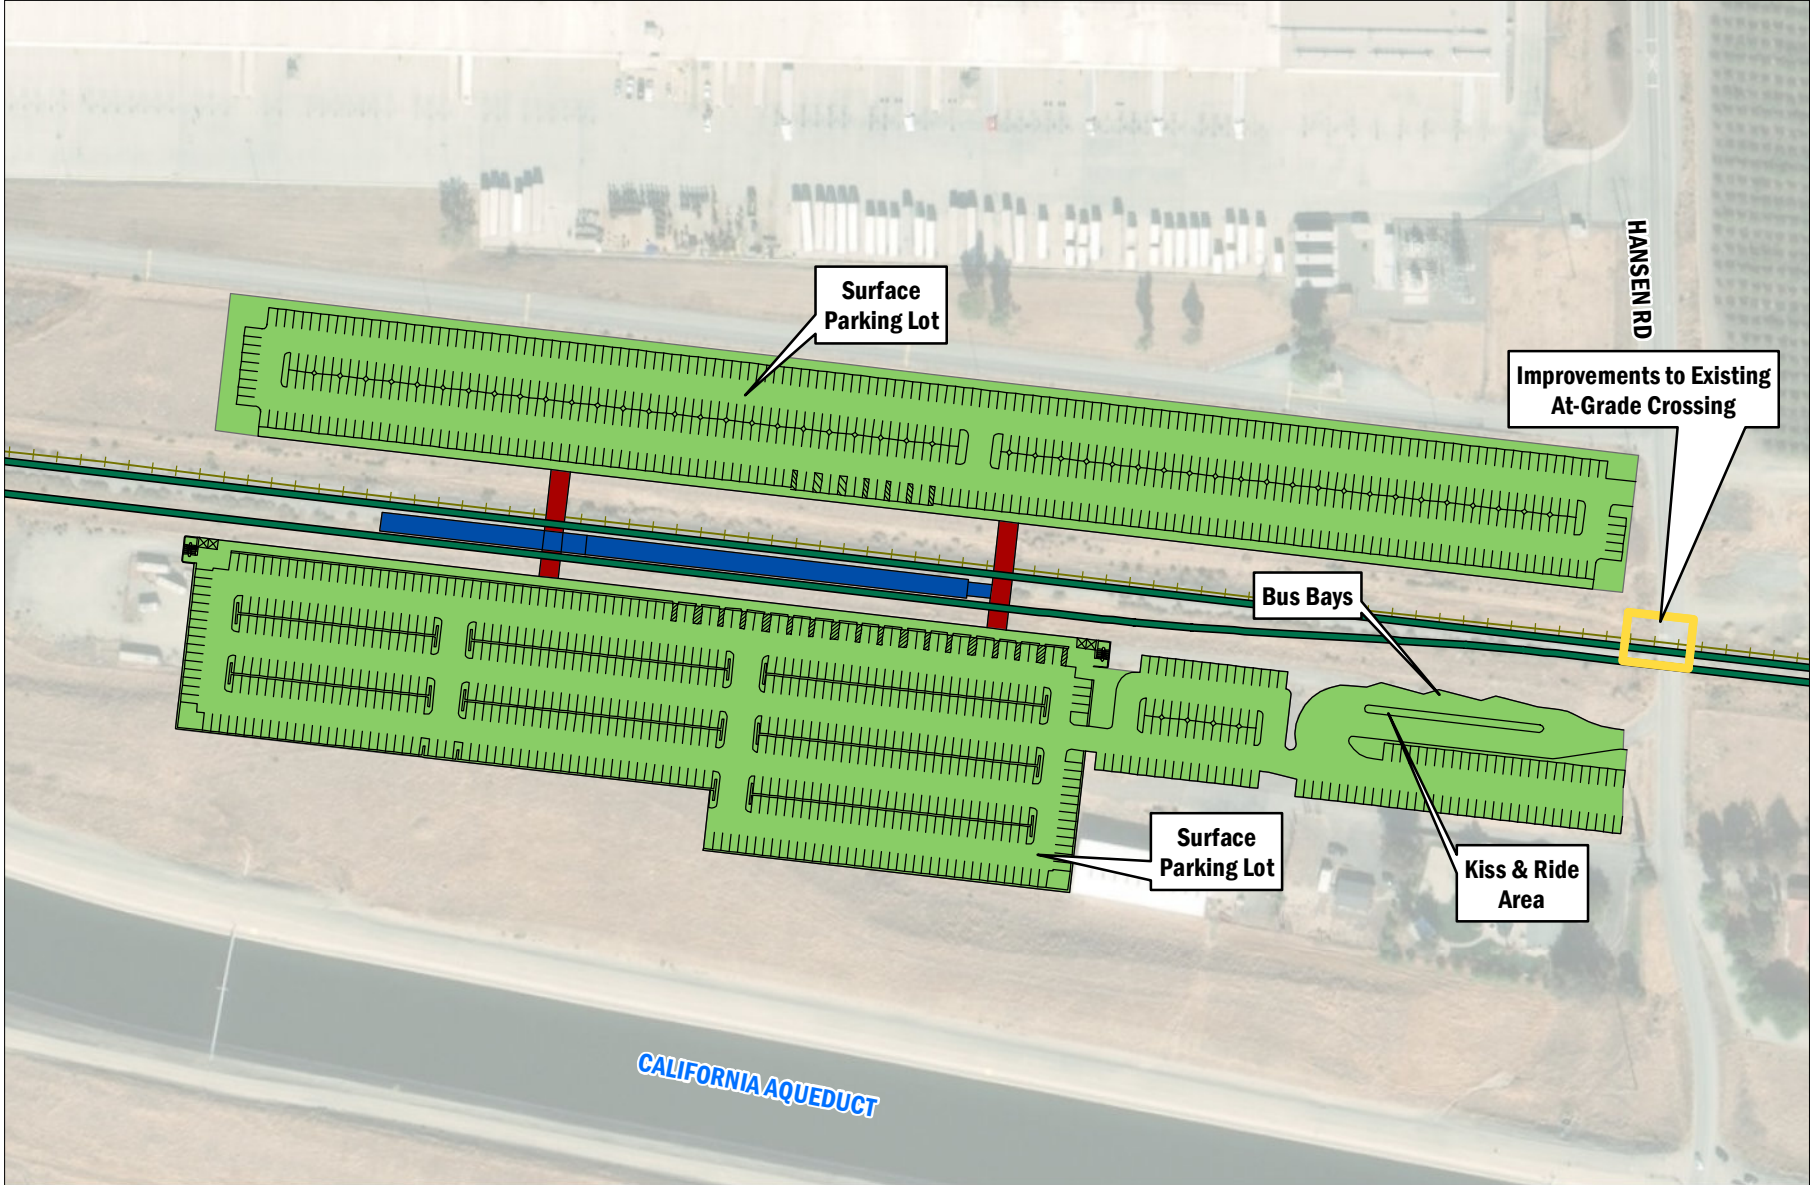 Surface
Parking Lot
HANSEN RD
Improvements to Existing
At-Grade Crossing
Bus Bays
Surface
Parking Lot
Kiss & Ride
Area
CALIFORNIA AQUEDUCT